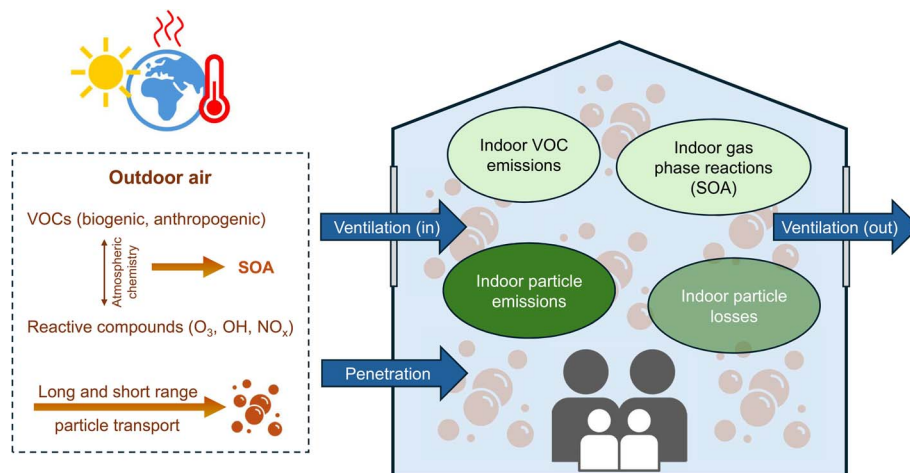 Outdoor air
VOCs (biogenic, anthropogenic)
Atmospheric
chemistry
SOA
Reactive compounds (O₃, OH, NOₓ)
Long and short range
particle transport
Ventilation (in)
Penetration
Indoor VOC
emissions
Indoor gas
phase reactions
(SOA)
Indoor particle
emissions
Indoor particle
losses
Ventilation (out)